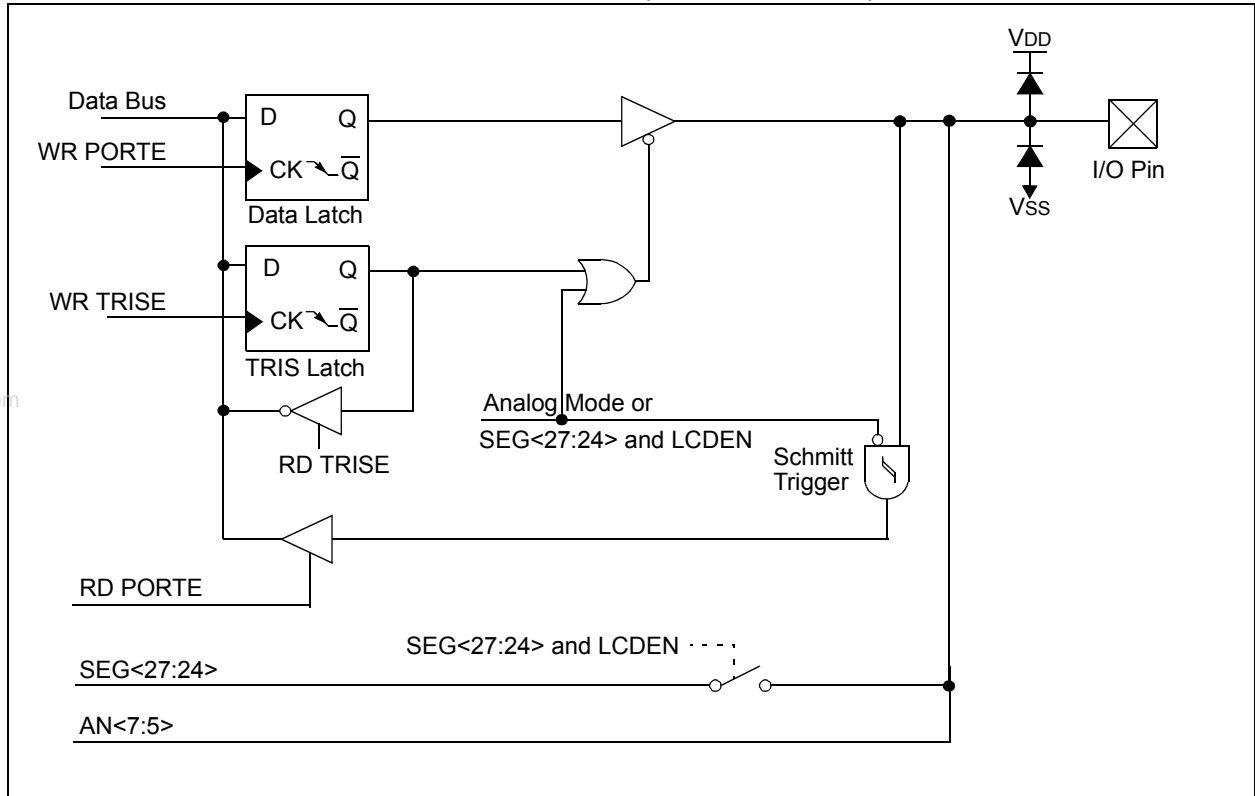 VDD
Data Bus
D Q
WR PORTE
CK Q̅
I/O Pin
Data Latch
VSS
D Q
WR TRISE
CK Q̅
TRIS Latch
om
Analog Mode or
SEG<27:24> and LCDEN
RD TRISE
Schmitt
Trigger
RD PORTE
SEG<27:24> and LCDEN
SEG<27:24>
AN<7:5>